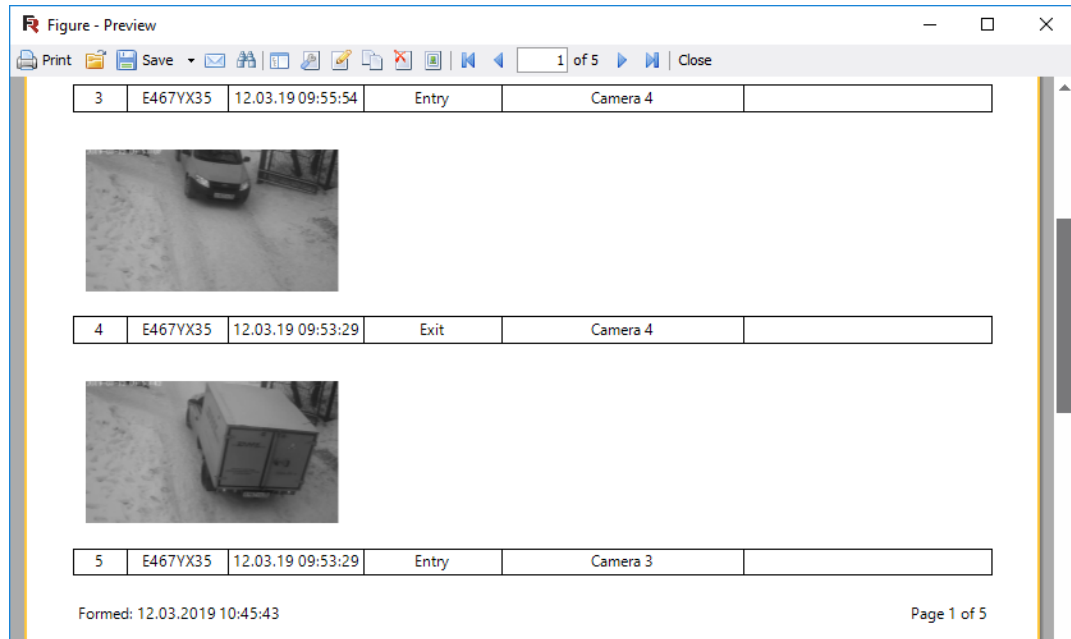 Figure - Preview
Print Save 1 of 5 Close
3 E467YX35 12.03.19 09:55:54 Entry Camera 4
4 E467YX35 12.03.19 09:53:29 Exit Camera 4
5 E467YX35 12.03.19 09:53:29 Entry Camera 3
Formed: 12.03.2019 10:45:43 Page 1 of 5